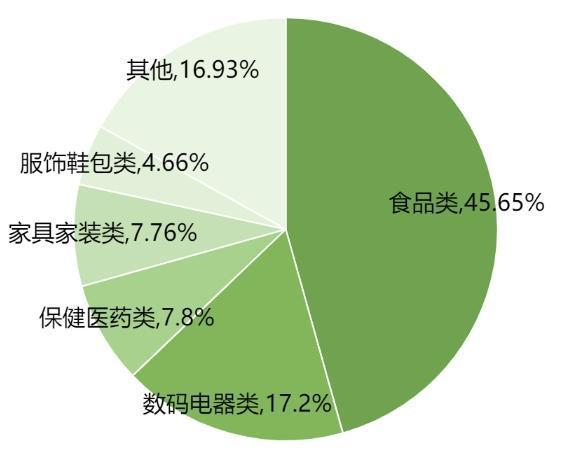 其他,16.93%
服饰鞋包类,4.66%
食品类,45.65%
家具家装类,7.76%
保健医药类,7.8%
数码电器类,17.2%